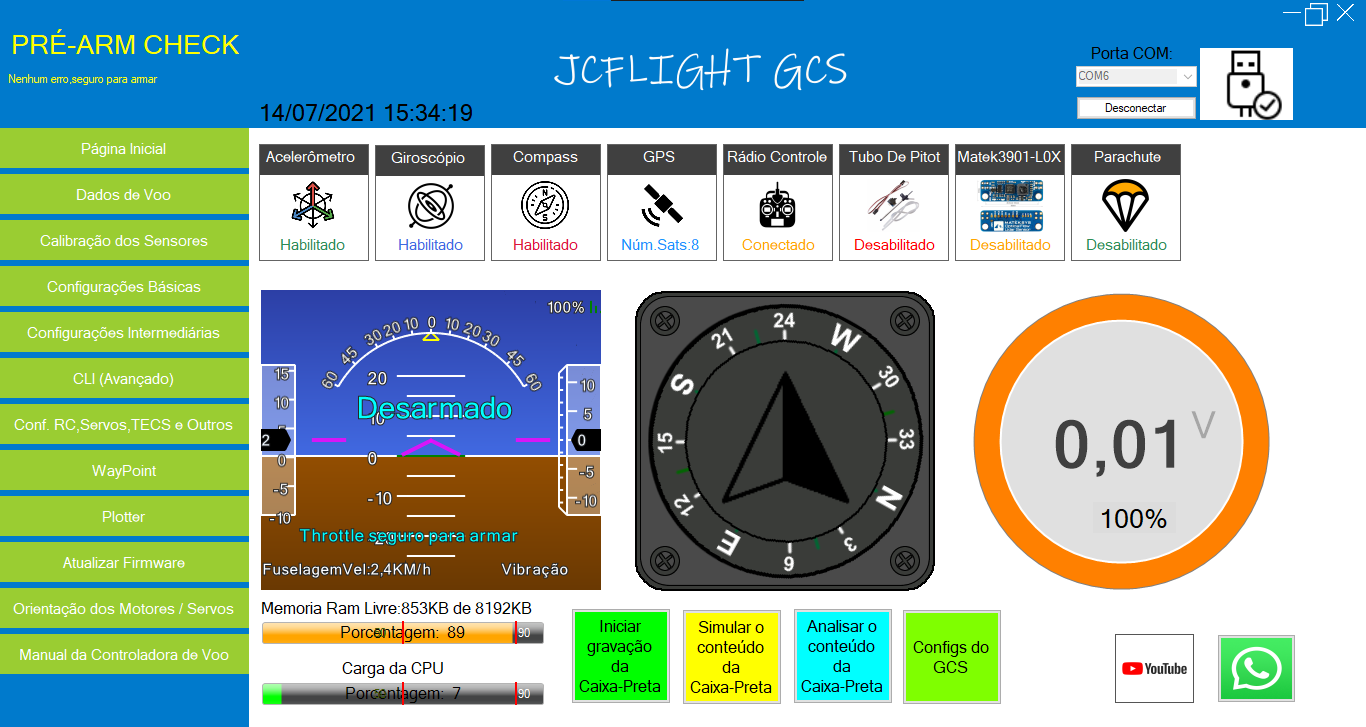 PRÉ-ARM CHECK
Nenhum erro,seguro para armar
JCFLIGHT GCS
14/07/2021 15:34:19
Porta COM:
COM6
Desconectar
Página Inicial
Dados de Voo
Calibração dos Sensores
Configurações Básicas
Configurações Intermediárias
CLI (Avançado)
Conf. RC,Servos,TECS e Outros
WayPoint
Plotter
Atualizar Firmware
Orientação dos Motores / Servos
Manual da Controladora de Voo
Acelerômetro
Habilitado
Giroscópio
Habilitado
Compass
Habilitado
GPS
Núm.Sats:8
Rádio Controle
Conectado
Tubo De Pitot
Desabilitado
Matek3901-L0X
Desabilitado
Parachute
Desabilitado
100%
60 45 30 20 10 0 10 20 30 45 60
20
10
0
-10
15
10
2
0
-5
-10
10
5
0
-5
-10
Desarmado
Throttle seguro para armar
FuselagemVel:2,4KM/h
Vibração
24
W
30
33
N
3
6
E
12
15
S
21
0,01 V
100%
Memoria Ram Livre:853KB de 8192KB
Porcentagem: 89
90
Carga da CPU
Porcentagem: 7
90
Iniciar
gravação
da
Caixa-Preta
Simular o
conteúdo
da
Caixa-Preta
Analisar o
conteúdo
da
Caixa-Preta
Configs do
GCS
YouTube